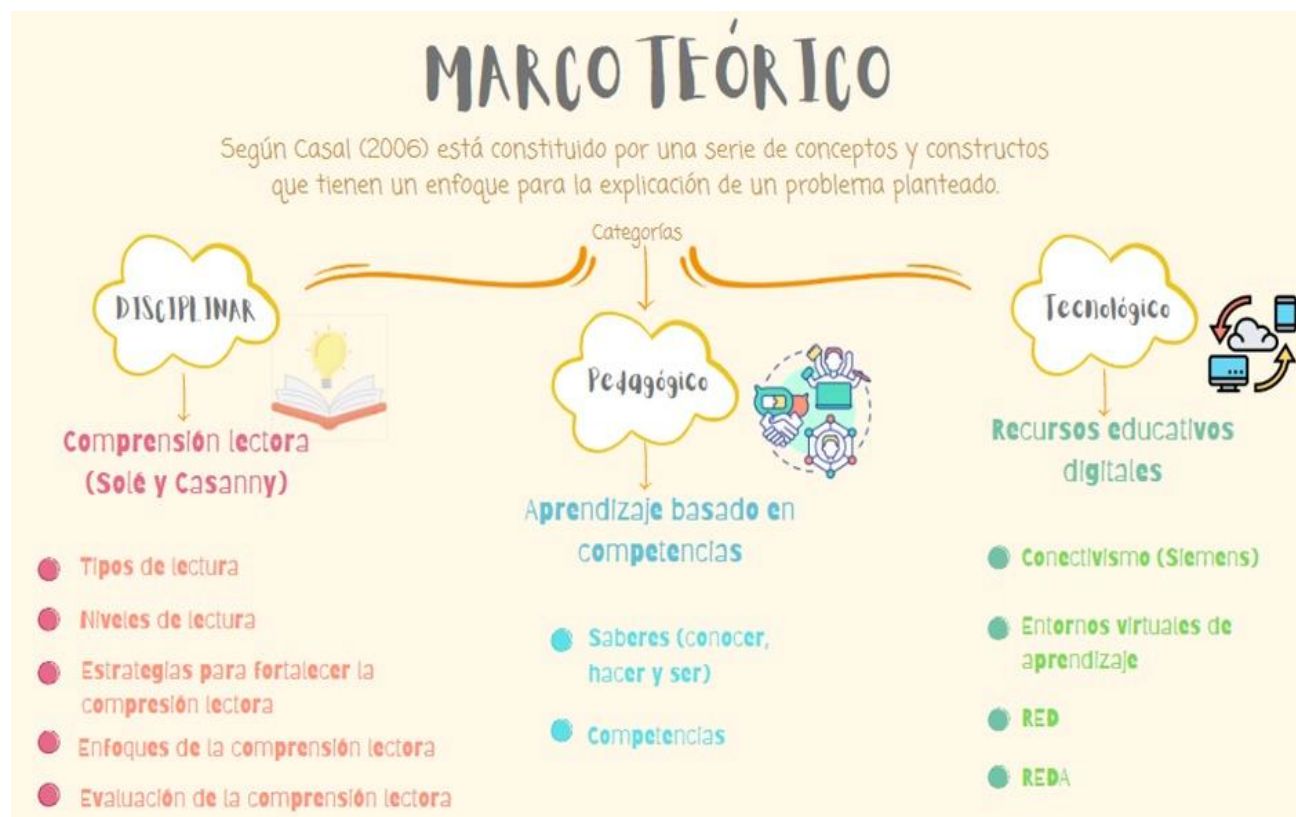 MARCO TEÓRICO
Según Casal (2006) está constituido por una serie de conceptos y constructos
que tienen un enfoque para la explicación de un problema planteado.
Categorías
DISCIPLINAR
Comprensión lectora
(Solé y Casanny)
Tipos de lectura
Niveles de lectura
Estrategias para fortalecer la
compresión lectora
Enfoques de la comprensión lectora
Evaluación de la comprensión lectora
Pedagógico
Aprendizaje basado en
competencias
Saberes (conocer,
hacer y ser)
Competencias
Tecnológico
Recursos educativos
digitales
Conectivismo (Siemens)
Entornos virtuales de
aprendizaje
RED
REDA